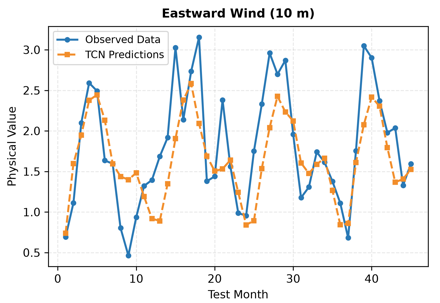 Eastward Wind (10 m)
Observed Data
TCN Predictions
Physical Value
3.0
2.5
2.0
1.5
1.0
0.5
0 10 20 30 40
Test Month